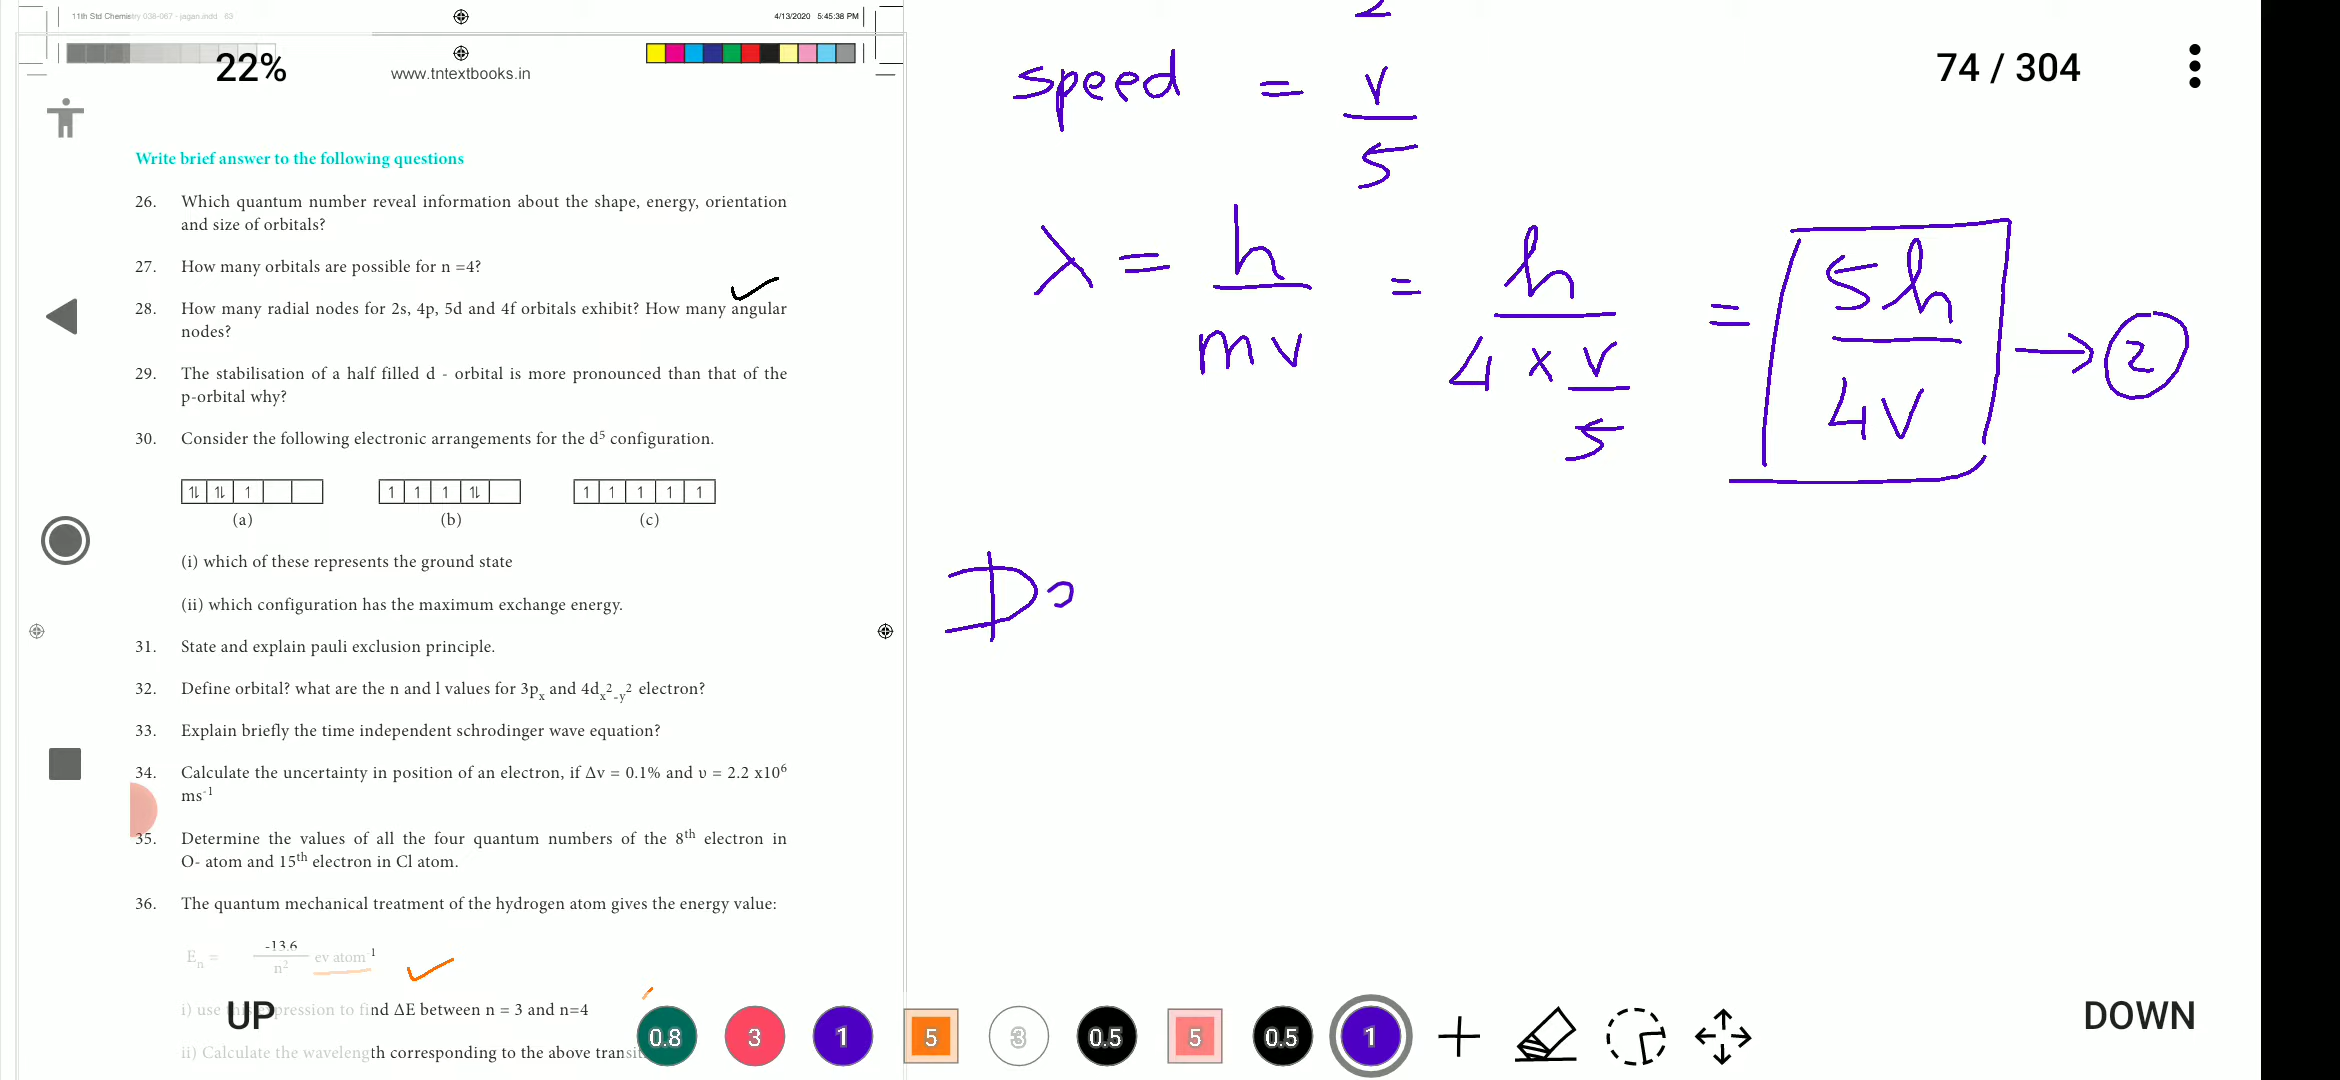 11th Std Chemistry 036-067 - jagan.indd 63
4/13/2020 5:45:38 PM
22%
www.tntextbooks.in
74 / 304
Write brief answer to the following questions
26. Which quantum number reveal information about the shape, energy, orientation
and size of orbitals?
27. How many orbitals are possible for n =4?
28. How many radial nodes for 2s, 4p, 5d and 4f orbitals exhibit? How many angular
nodes?
29. The stabilisation of a half filled d - orbital is more pronounced than that of the
p-orbital why?
30. Consider the following electronic arrangements for the d⁵ configuration.
↿⇂ ↿⇂ ↿
↿ ↿ ↿ ↿⇂
↿ ↿ ↿ ↿ ↿
(a) (b) (c)
(i) which of these represents the ground state
(ii) which configuration has the maximum exchange energy.
31. State and explain pauli exclusion principle.
32. Define orbital? what are the n and l values for 3pₓ and 4dₓ²₋ᵧ² electron?
33. Explain briefly the time independent schrodinger wave equation?
34. Calculate the uncertainty in position of an electron, if Δv = 0.1% and υ = 2.2 x10⁶
ms⁻¹
35. Determine the values of all the four quantum numbers of the 8ᵗʰ electron in
O- atom and 15ᵗʰ electron in Cl atom.
36. The quantum mechanical treatment of the hydrogen atom gives the energy value:
Eₙ = -13.6/n² ev atom ¹
i) use this expression to find ΔE between n = 3 and n=4
ii) Calculate the wavelength corresponding to the above
UP
2
speed = v/5
λ = h/mv = h/(4 × v/5) = 5h/4v → 2
D
0.8 3 1 5 3 0.5 5 0.5 1
DOWN